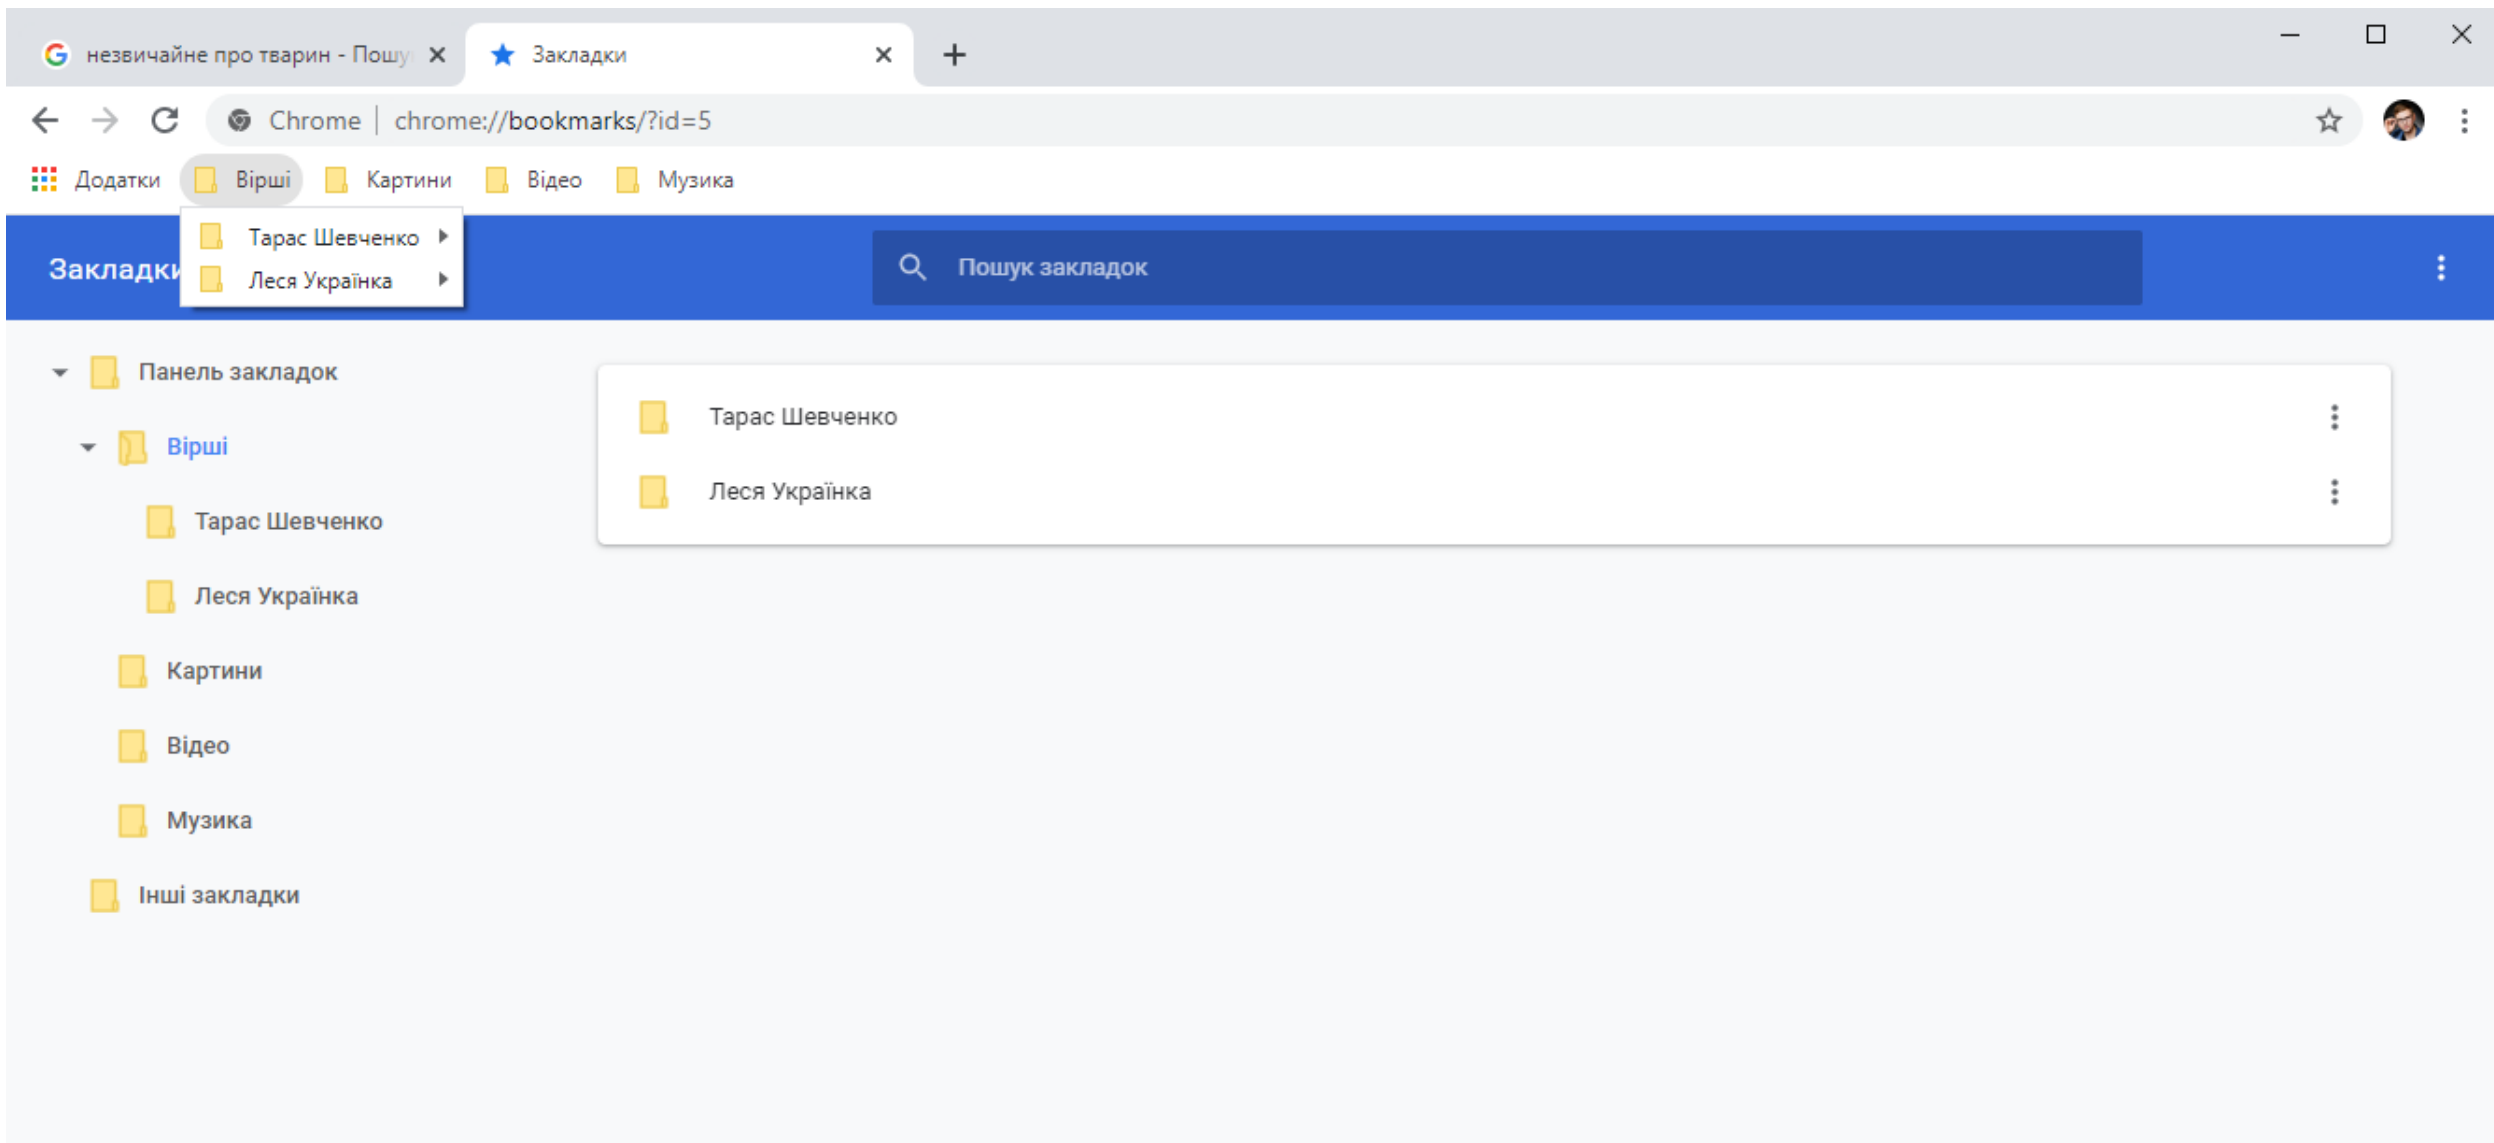 незвичайне про тварин - Пошу
Закладки
Chrome | chrome://bookmarks/?id=5
Додатки Вірші Картини Відео Музика
Тарас Шевченко
Леся Українка
Закладки
Пошук закладок
Панель закладок
Вірші
Тарас Шевченко
Леся Українка
Картини
Відео
Музика
Інші закладки
Тарас Шевченко
Леся Українка